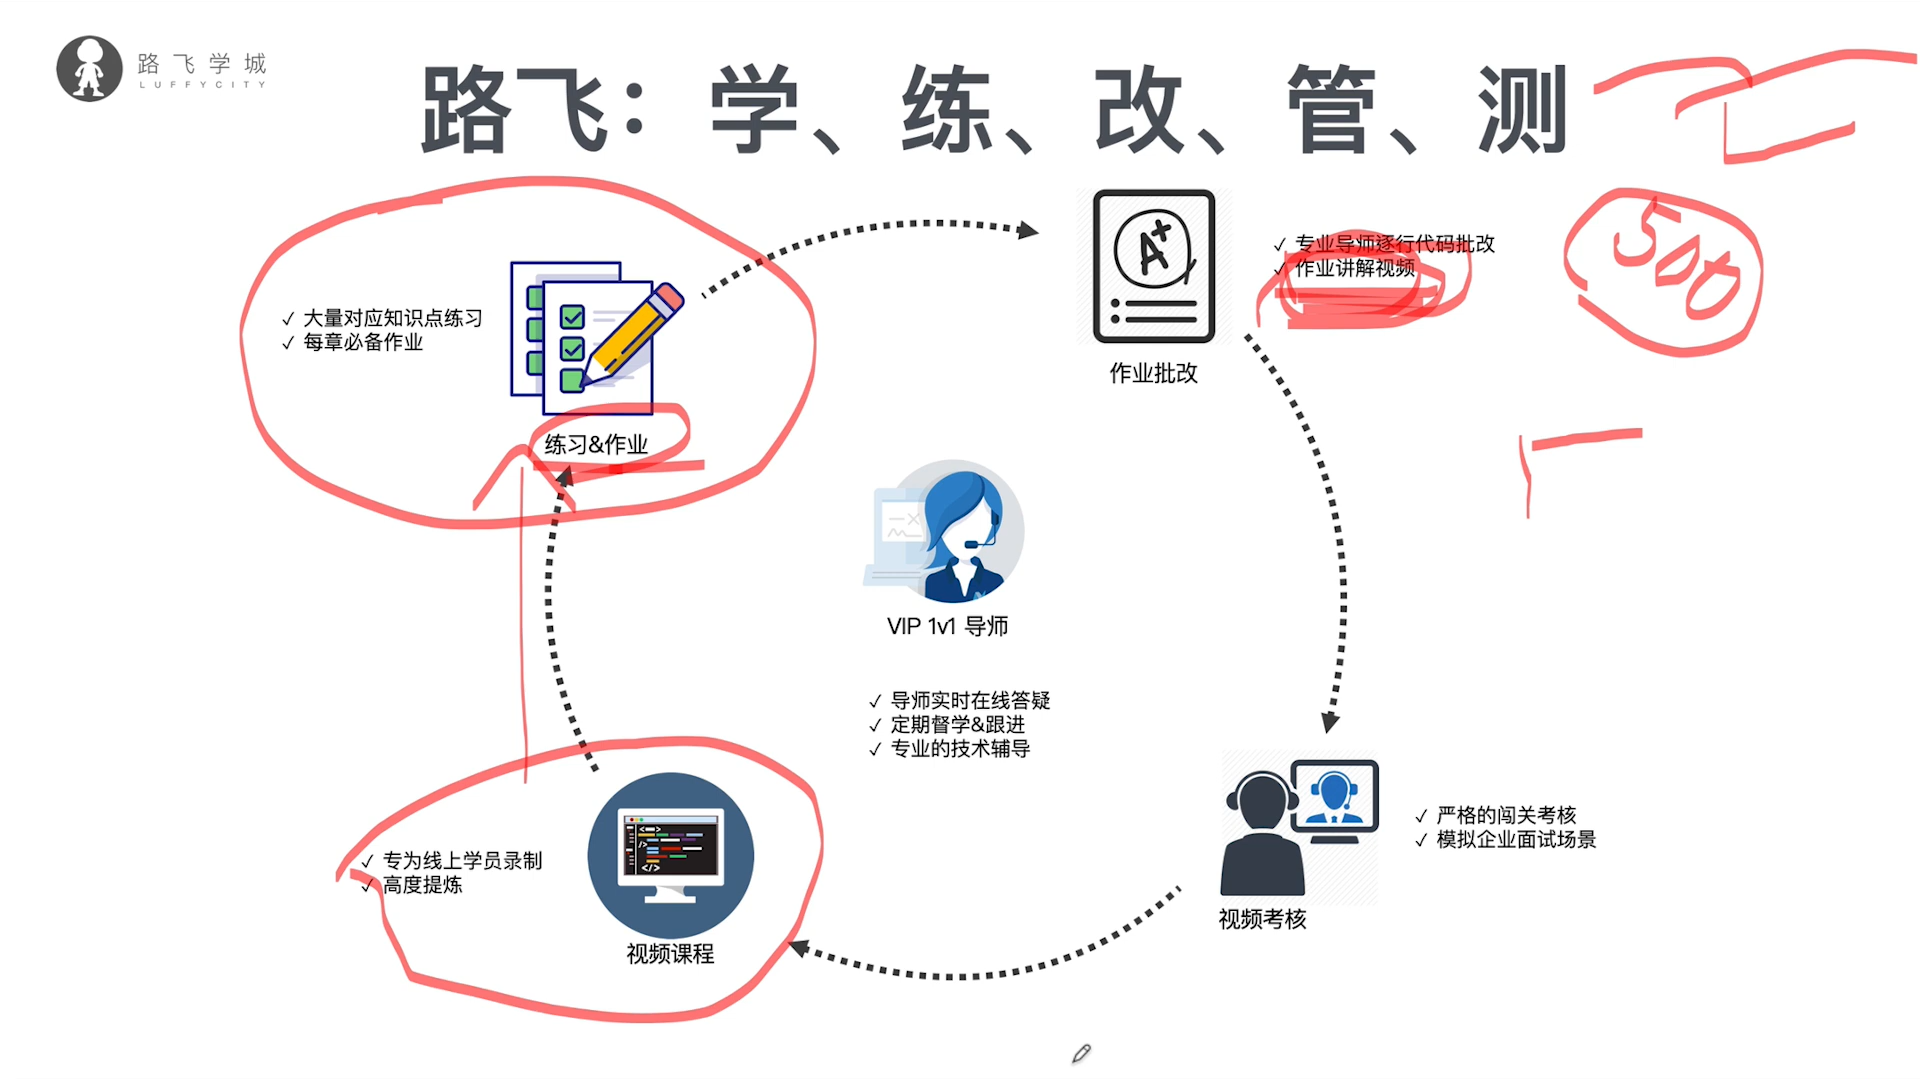 路飞学城
LUFFYCITY
路飞：学、练、改、管、测
500
✓ 专业导师逐行代码批改
✓ 作业讲解视频
A+
✓ 大量对应知识点练习
✓ 每章必备作业
作业批改
练习&作业
VIP 1v1 导师
✓ 导师实时在线答疑
✓ 定期督学&跟进
✓ 专业的技术辅导
✓ 严格的闯关考核
✓ 模拟企业面试场景
✓ 专为线上学员录制
✓ 高度提炼
</>
视频考核
视频课程